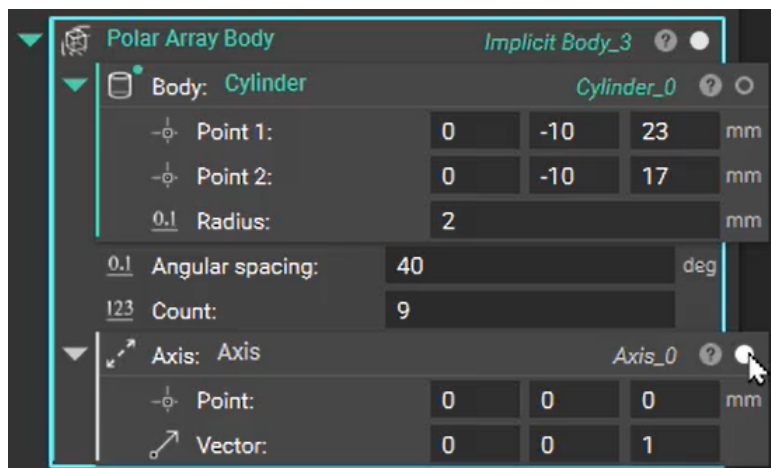 Polar Array Body Implicit Body_3 ?
Body: Cylinder Cylinder_0 ?
Point 1: 0 -10 23 mm
Point 2: 0 -10 17 mm
0.1 Radius: 2 mm
0.1 Angular spacing: 40 deg
123 Count: 9
Axis: Axis Axis_0 ?
Point: 0 0 0 mm
Vector: 0 0 1